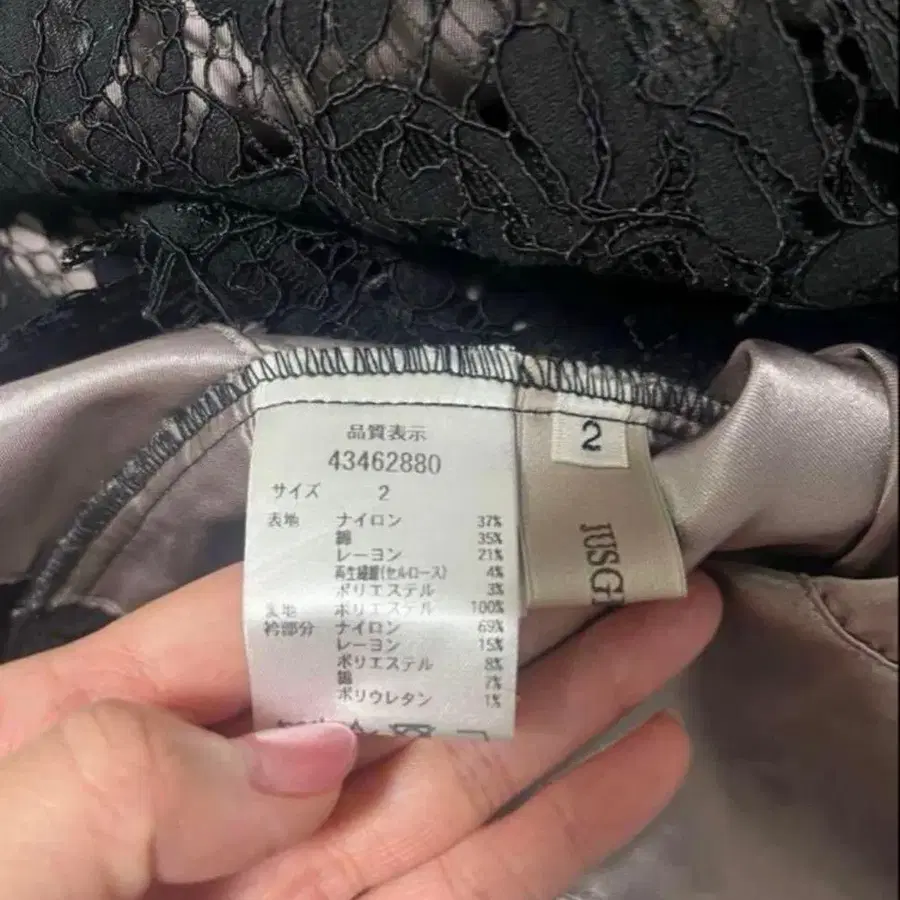 品質表示
43462880
サイズ 2
表地 ナイロン 37%
綿 35%
レーヨン 21%
再生繊維(セルロース) 4%
ポリエステル 3%
裏地 ポリエステル 100%
衿部分 ナイロン 69%
レーヨン 15%
ポリエステル 8%
綿 7%
ポリウレタン 1%
2
JUSGL